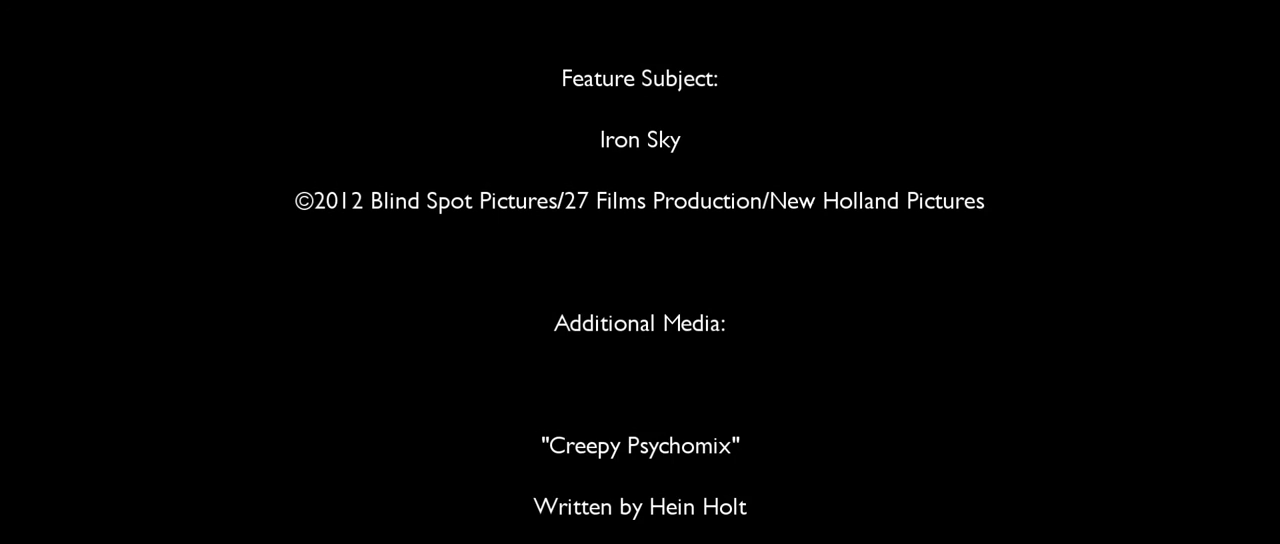 Feature Subject:
Iron Sky
©2012 Blind Spot Pictures/27 Films Production/New Holland Pictures
Additional Media:
"Creepy Psychomix"
Written by Hein Holt